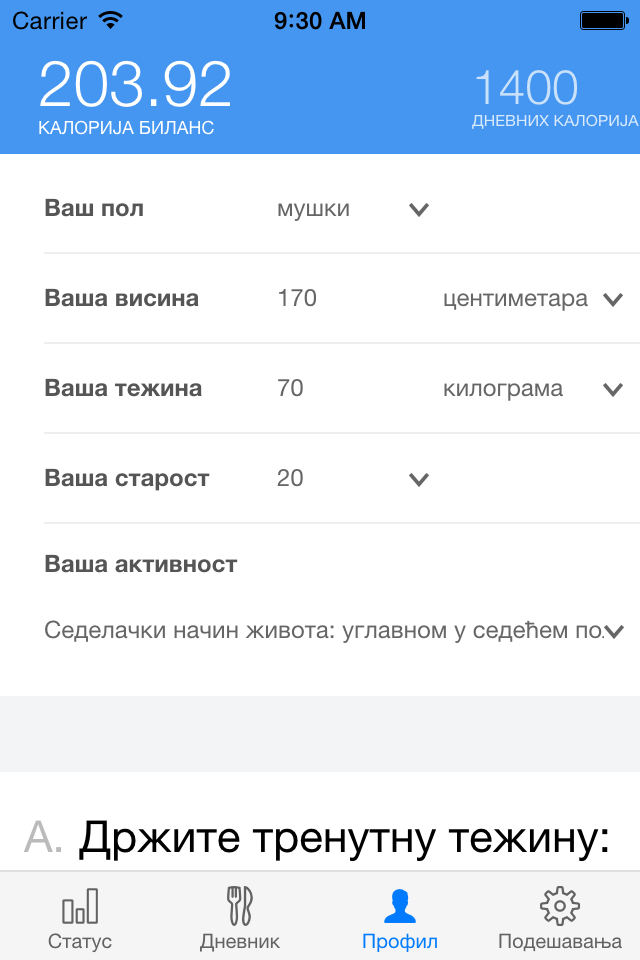 Carrier 9:30 AM
203.92 1400
КАЛОРИЈА БИЛАНС ДНЕВНИХ КАЛОРИЈА
Ваш пол мушки
Ваша висина 170 центиметара
Ваша тежина 70 килограма
Ваша старост 20
Ваша активност
Седелачки начин живота: углавном у седећем по.
A. Држите тренутну тежину:
Статус Дневник Профил Подешавања